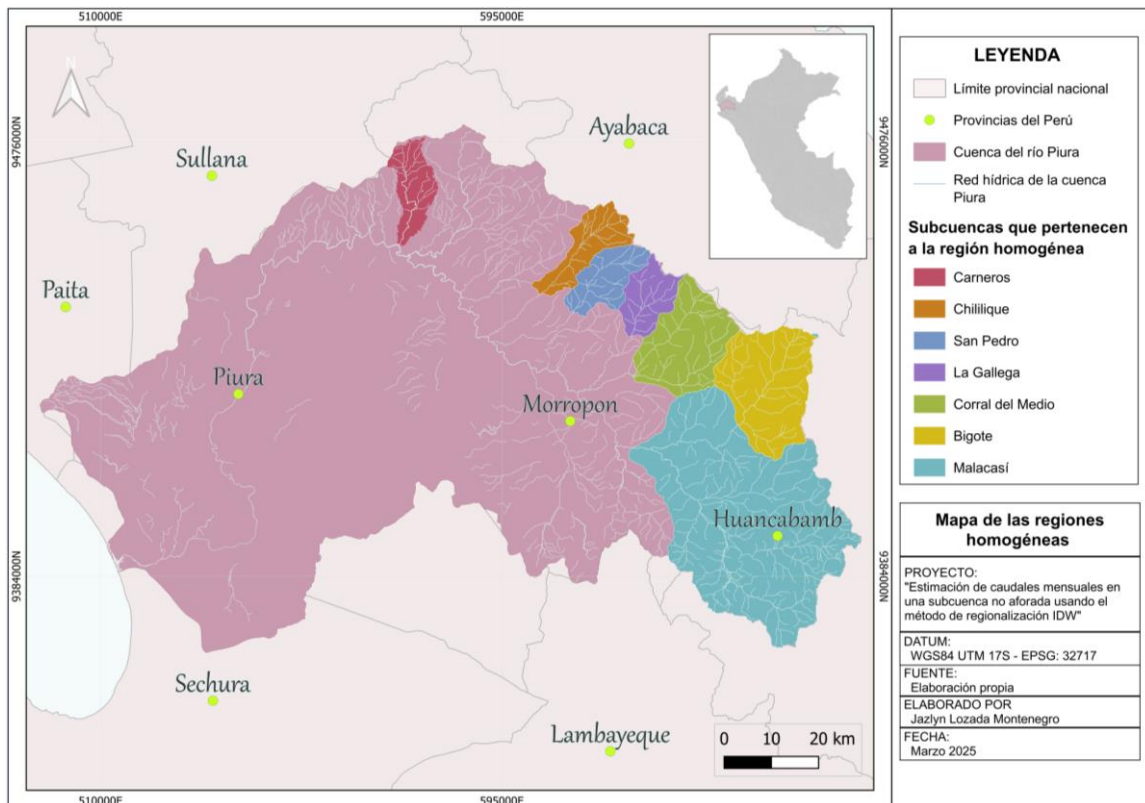 510000E
595000E
9476000N
9476000N
9384000N
9384000N
N
Ayabaca
Sullana
Paita
Piura
Morropon
Huancabamb
Sechura
Lambayeque
0 10 20 km
510000E
595000E
LEYENDA
Límite provincial nacional
Provincias del Perú
Cuenca del río Piura
Red hídrica de la cuenca
Piura
Subcuencas que pertenecen
a la región homogénea
Carneros
Chililique
San Pedro
La Gallega
Corral del Medio
Bigote
Malacasí
Mapa de las regiones
homogéneas
PROYECTO:
"Estimación de caudales mensuales en
una subcuenca no aforada usando el
método de regionalización IDW"
DATUM:
WGS84 UTM 17S - EPSG: 32717
FUENTE:
Elaboración propia
ELABORADO POR
Jazlyn Lozada Montenegro
FECHA:
Marzo 2025